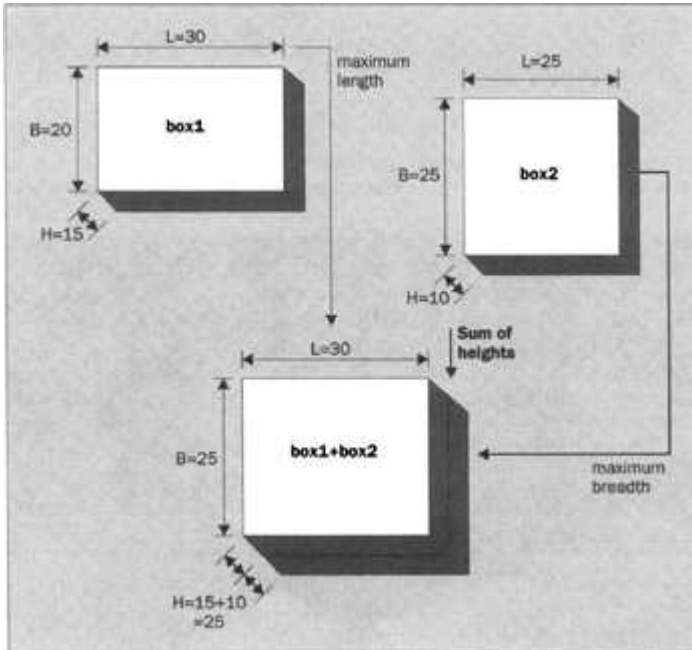 L=30
maximum
length
B=20
box1
H=15
L=25
B=25
box2
H=10
Sum of
heights
L=30
B=25
box1+box2
maximum
breadth
H=15+10
=25